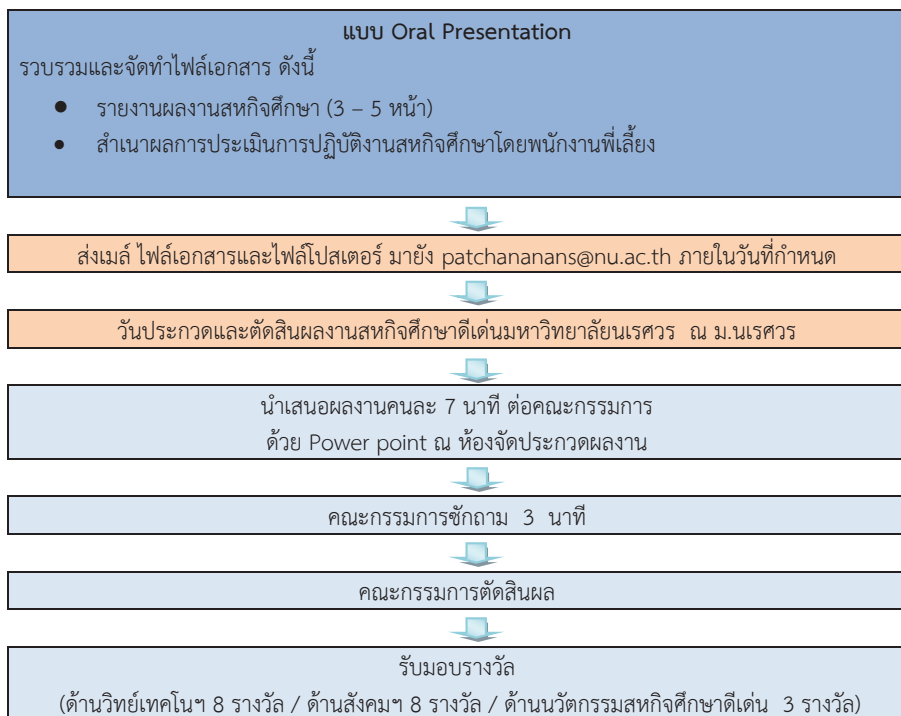 แบบ Oral Presentation
รวบรวมและจัดทำไฟล์เอกสาร ดังนี้
● รายงานผลงานสหกิจศึกษา (3 – 5 หน้า)
● สำเนาผลการประเมินการปฏิบัติงานสหกิจศึกษาโดยพนักงานพี่เลี้ยง
ส่งเมล์ ไฟล์เอกสารและไฟล์โปสเตอร์ มายัง patchananans@nu.ac.th ภายในวันที่กำหนด
วันประกวดและตัดสินผลงานสหกิจศึกษาดีเด่นมหาวิทยาลัยนเรศวร ณ ม.นเรศวร
นำเสนอผลงานคนละ 7 นาที ต่อคณะกรรมการ
ด้วย Power point ณ ห้องจัดประกวดผลงาน
คณะกรรมการซักถาม 3 นาที
คณะกรรมการตัดสินผล
รับมอบรางวัล
(ด้านวิทย์เทคโนฯ 8 รางวัล / ด้านสังคมฯ 8 รางวัล / ด้านนวัตกรรมสหกิจศึกษาดีเด่น 3 รางวัล)